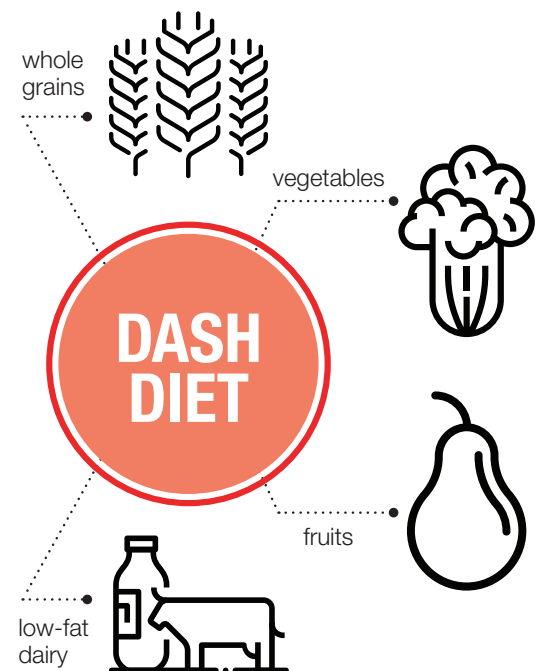 whole
grains
vegetables
DASH
DIET
fruits
low-fat
dairy